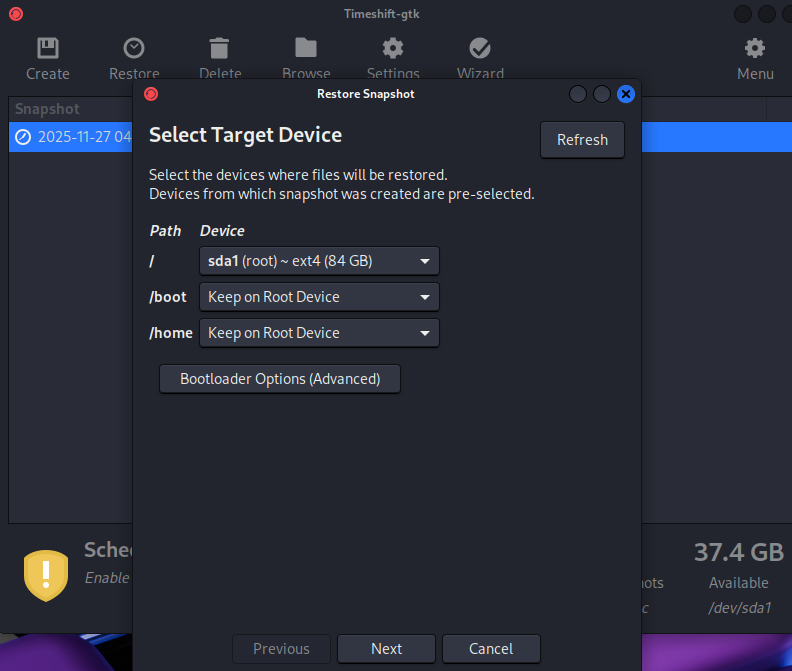 Timeshift-gtk
Create Restore Delete Browse Settings Wizard Menu
Restore Snapshot
Snapshot
2025-11-27 04
Select Target Device
Refresh
Select the devices where files will be restored.
Devices from which snapshot was created are pre-selected.
Path Device
/ sda1 (root) ~ ext4 (84 GB)
/boot Keep on Root Device
/home Keep on Root Device
Bootloader Options (Advanced)
37.4 GB
Enable
Available
/dev/sda1
Previous Next Cancel